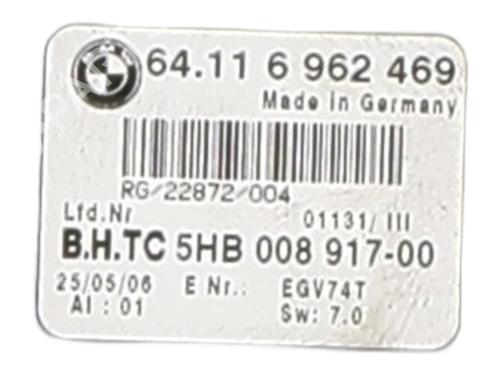 64.11 6 962 469
Made in Germany
RG/22872/004
Lfd.Nr 01131/ III
B.H.TC 5HB 008 917-00
25/05/06 E Nr.: EGV74T
AI : 01 Sw: 7.0